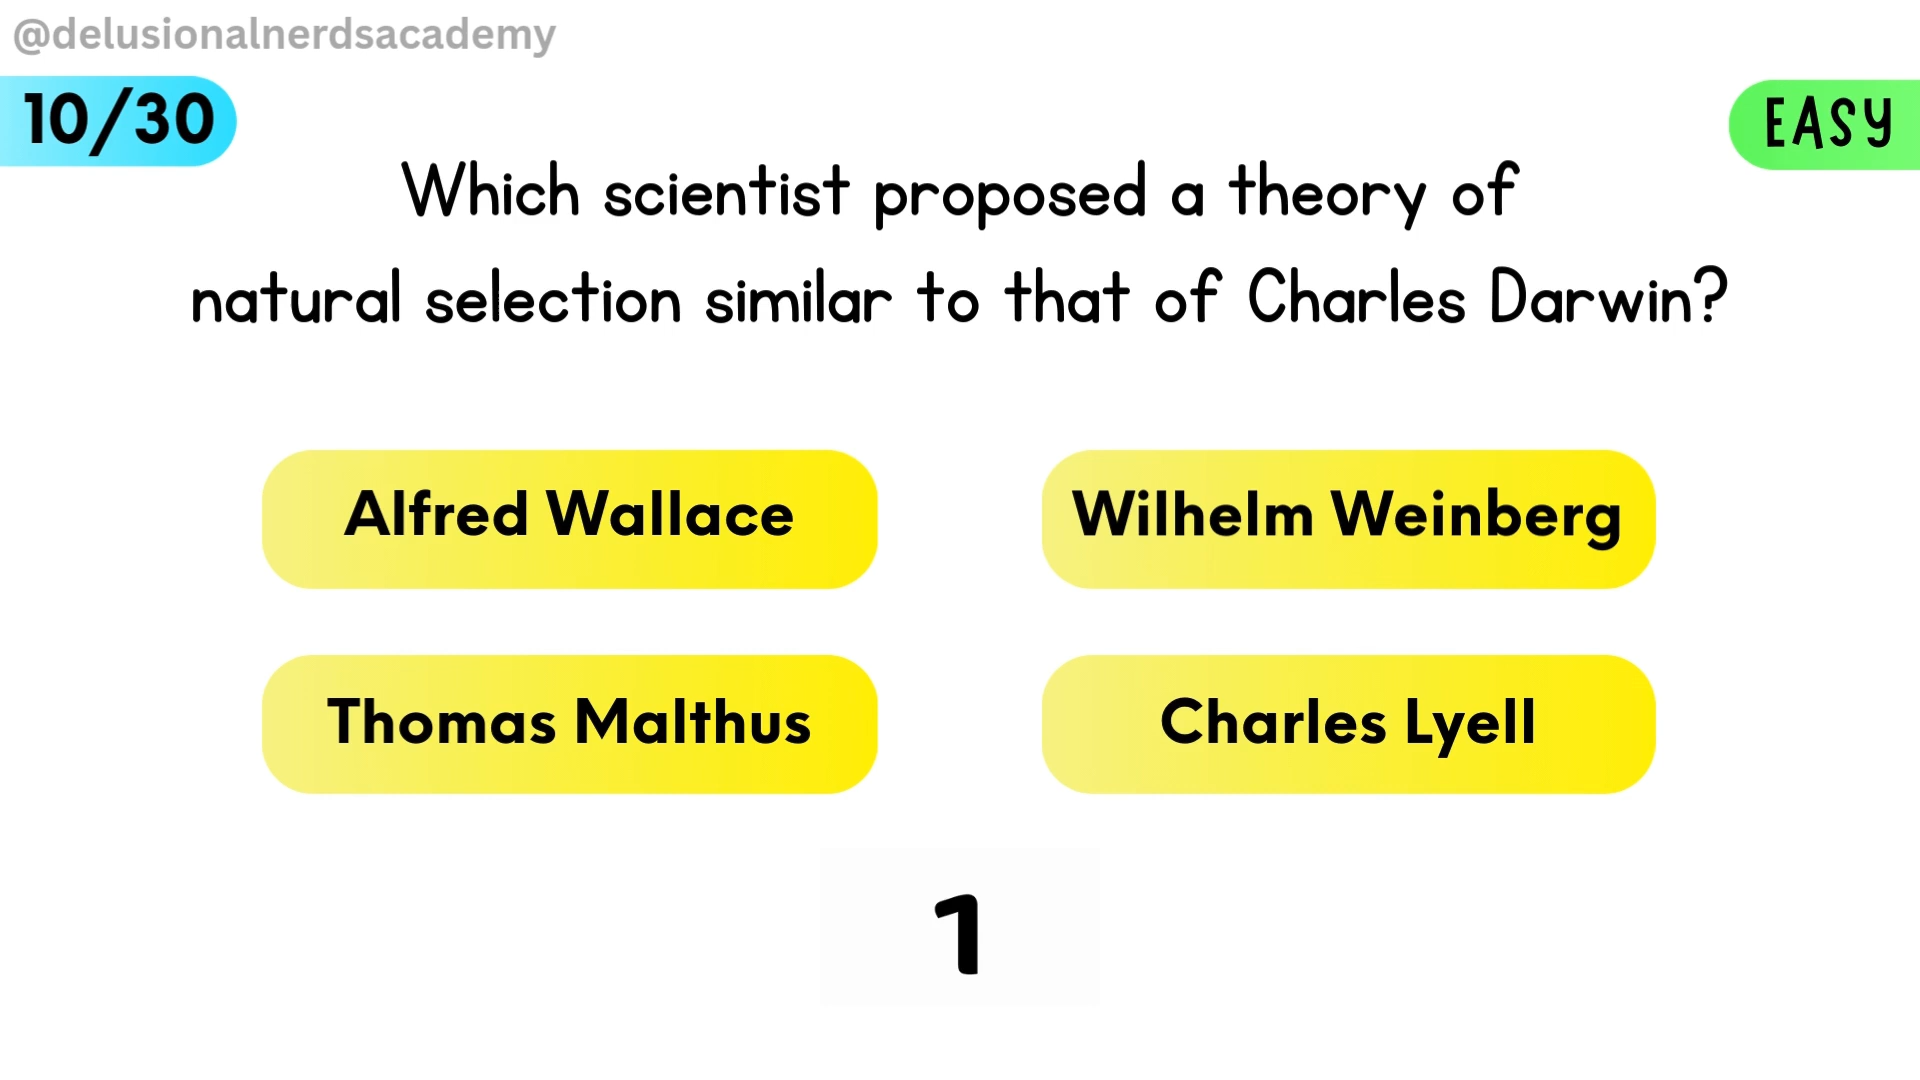 @delusionalnerdsacademy
10/30
EASY
Which scientist proposed a theory of
natural selection similar to that of Charles Darwin?
Alfred Wallace
Wilhelm Weinberg
Thomas Malthus
Charles Lyell
1